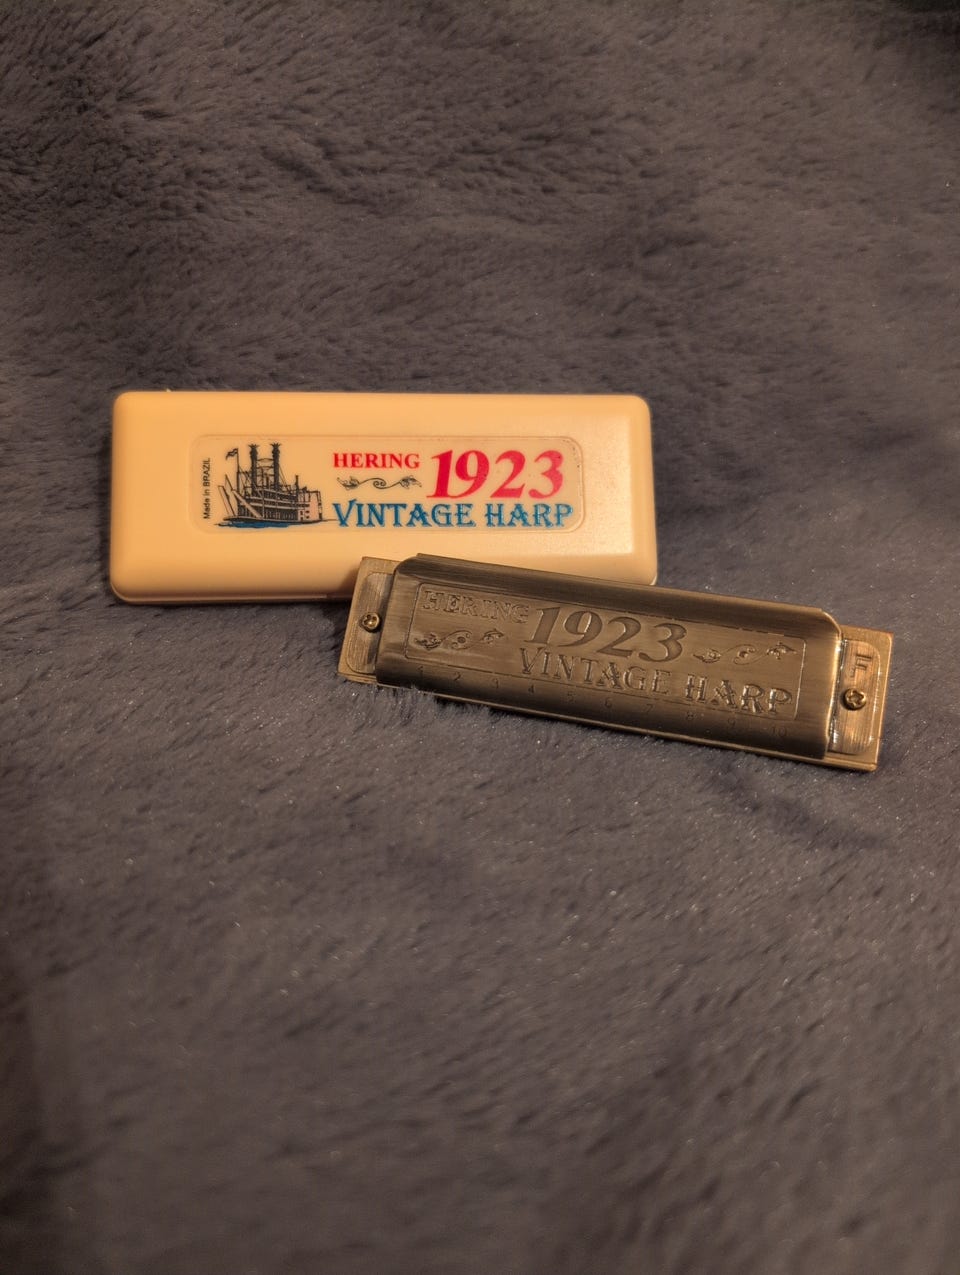 Made in BRAZIL
HERING 1923
VINTAGE HARP
HERING 1923
VINTAGE HARP
1 2 3 4 5 6 7 8 9 10
F